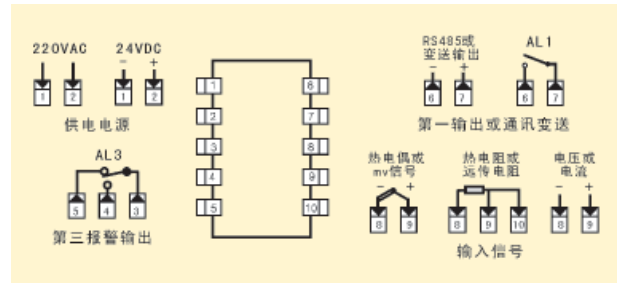 220VAC 24VDC
- +
1 2 1 2
供电电源
AL3
5 4 3
第三报警输出
1 6
2 7
3 8
4 9
5 10
RS485或
变送输出
- +
6 7
AL1
6 7
第一输出或通讯变送
热电偶或
mv信号
- +
8 9
热电阻或
远传电阻
8 9 10
电压或
电流
- +
8 9
输入信号